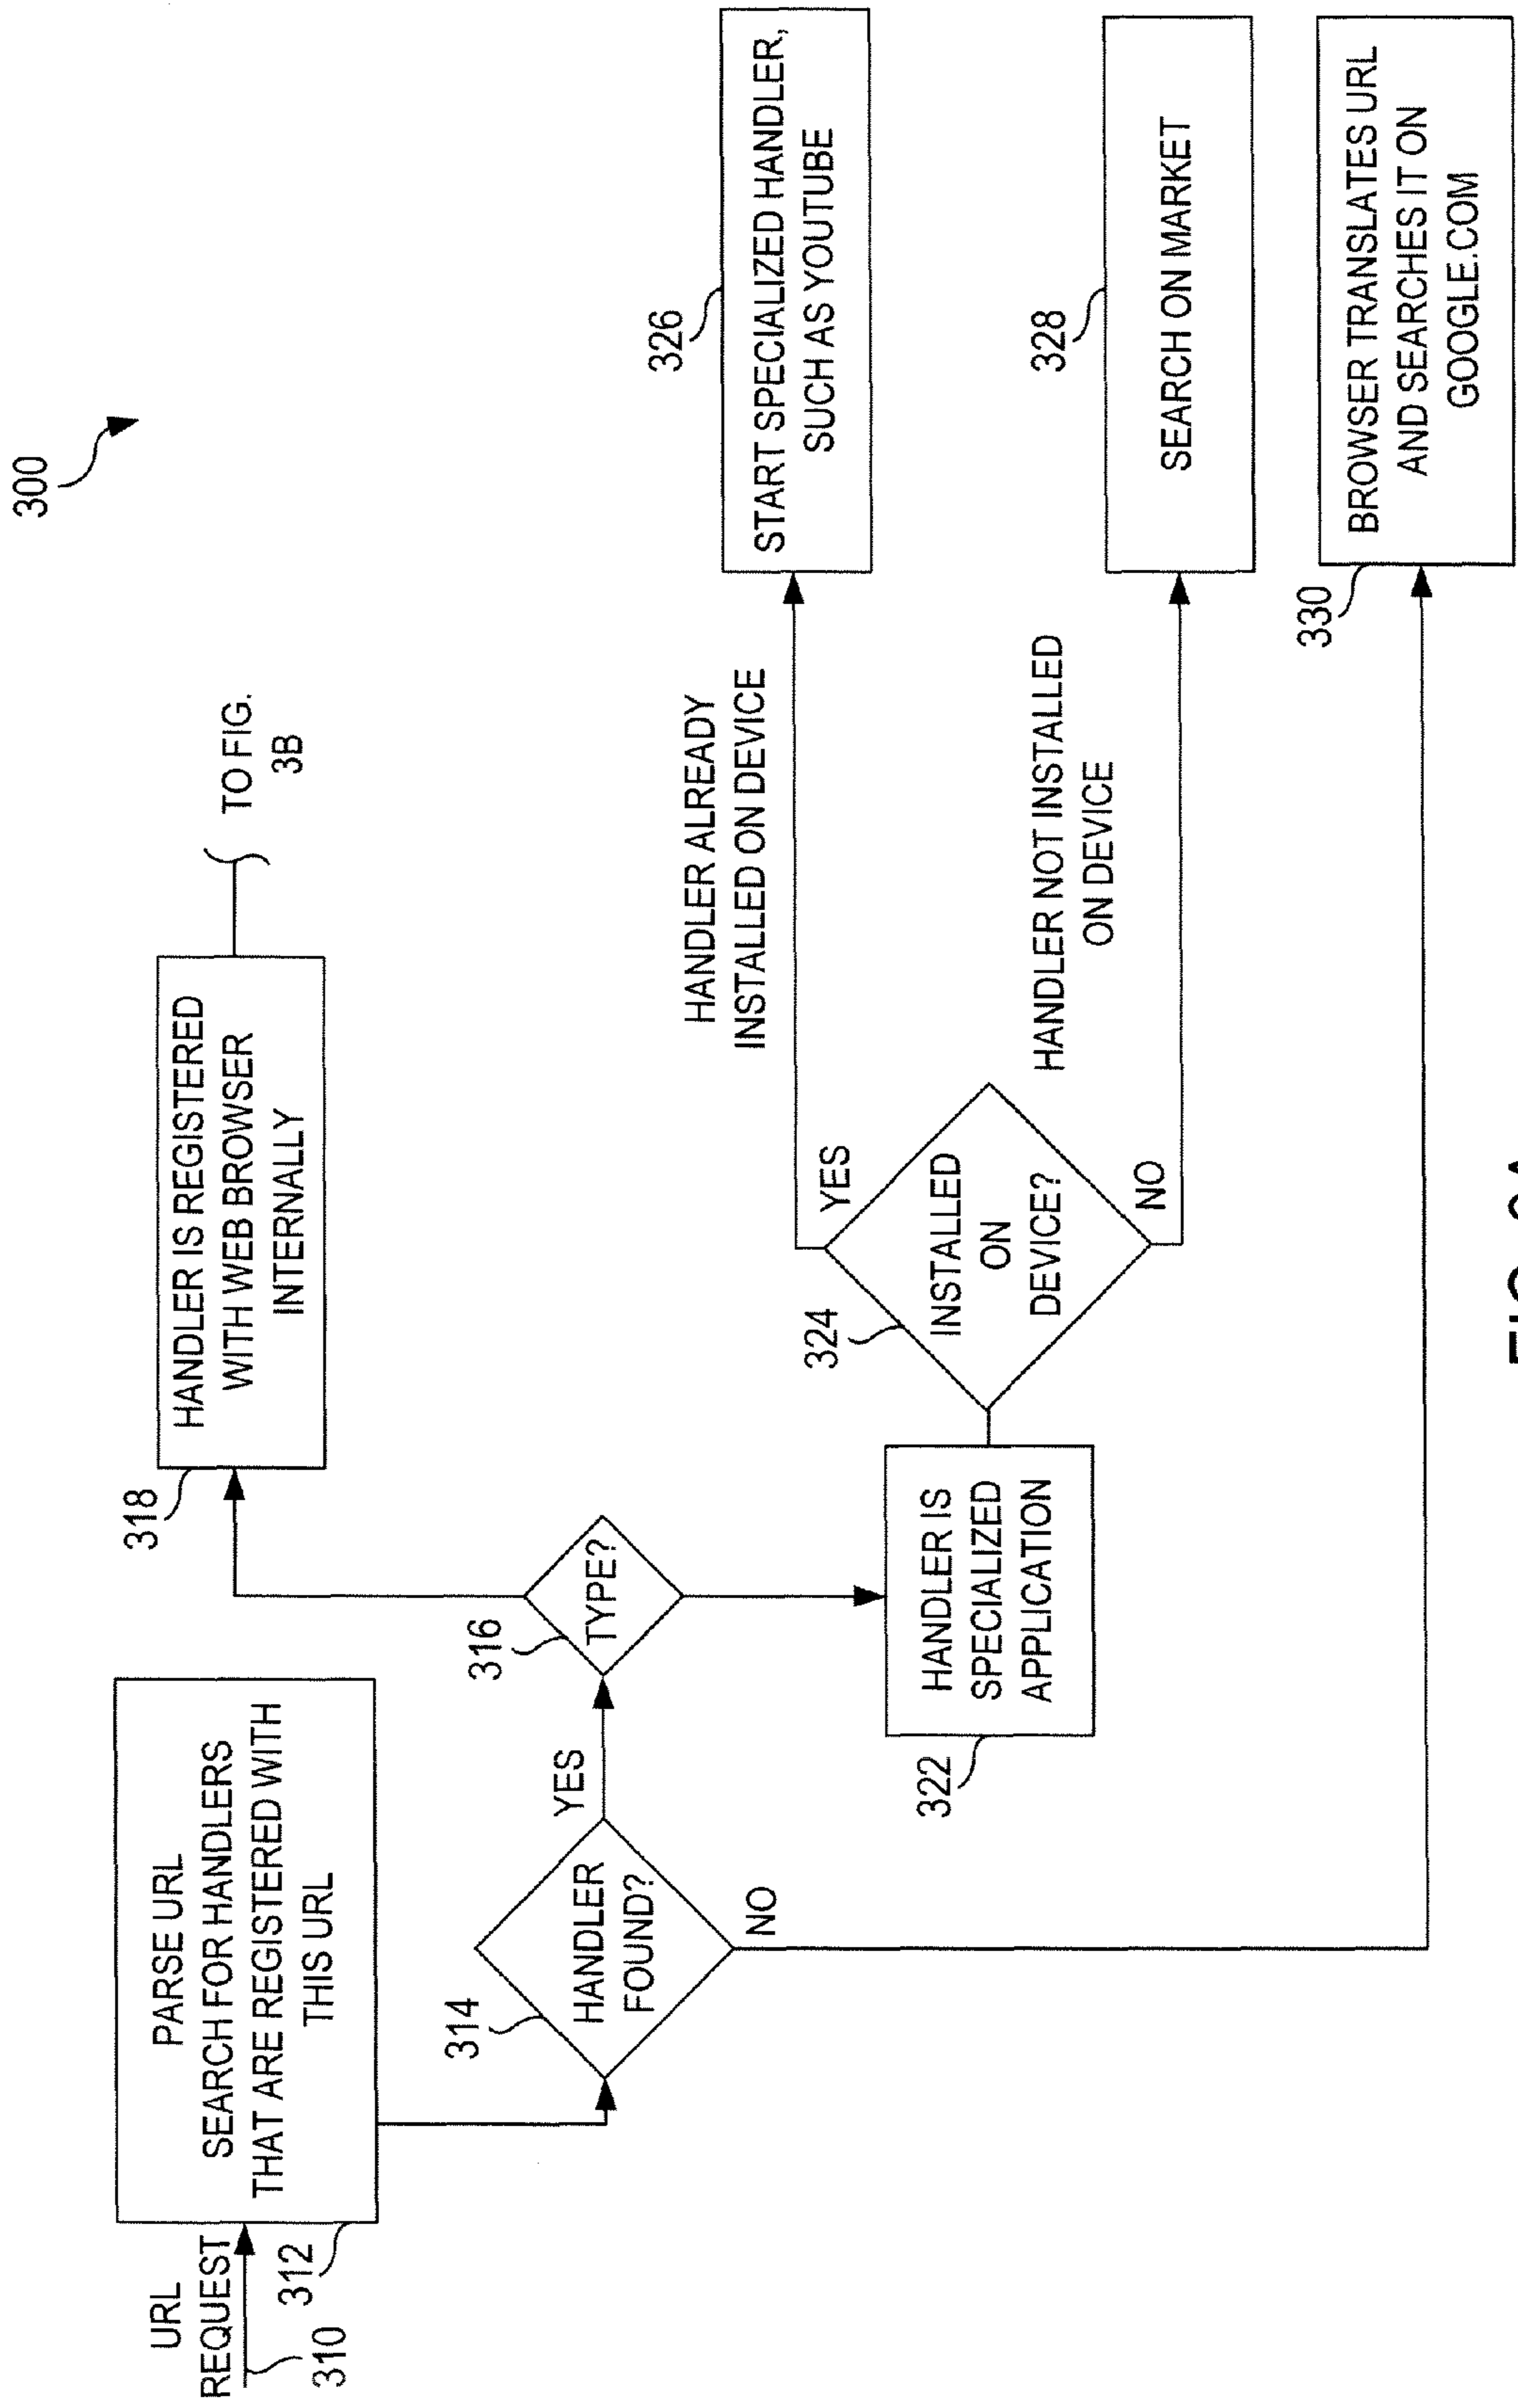 300
URL
REQUEST
310
312
PARSE URL
SEARCH FOR HANDLERS
THAT ARE REGISTERED WITH
THIS URL
314
HANDLER
FOUND?
YES
NO
316
TYPE?
318
HANDLER IS REGISTERED
WITH WEB BROWSER
INTERNALLY
TO FIG.
3B
322
HANDLER IS
SPECIALIZED
APPLICATION
324
INSTALLED
ON
DEVICE?
YES
NO
HANDLER ALREADY
INSTALLED ON DEVICE
HANDLER NOT INSTALLED
ON DEVICE
326
START SPECIALIZED HANDLER,
SUCH AS YOUTUBE
328
SEARCH ON MARKET
330
BROWSER TRANSLATES URL
AND SEARCHES IT ON
GOOGLE.COM